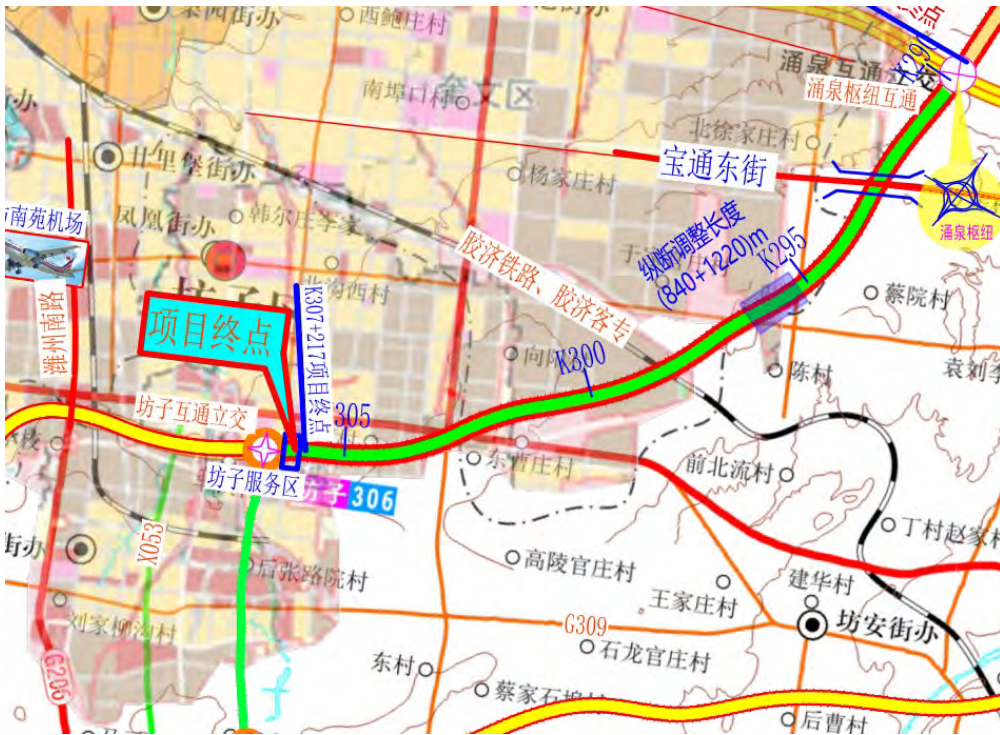 西鲍庄村
涌泉互通立交
涌泉枢纽互通
南埠口村
奎文区
北徐家庄村
宝通东街
廿里堡街办
杨家庄村
南苑机场
凤凰街办
韩尔庄李家
纵断调整长度
(840+1220)m
K295
涌泉枢纽
胶济铁路、胶济客专
北沟西村
蔡院村
潍州南路
项目终点
K307+217项目终点
K300
陈村
坊子互通立交
305
坊子服务区
坊子 306
东曹庄村
前北流村
X053
街办
丁村赵家村
高陵官庄村
后张路院村
建华村
王家庄村
坊安街办
刘家柳沟村
G309
石龙官庄村
G206
东村
后曹村